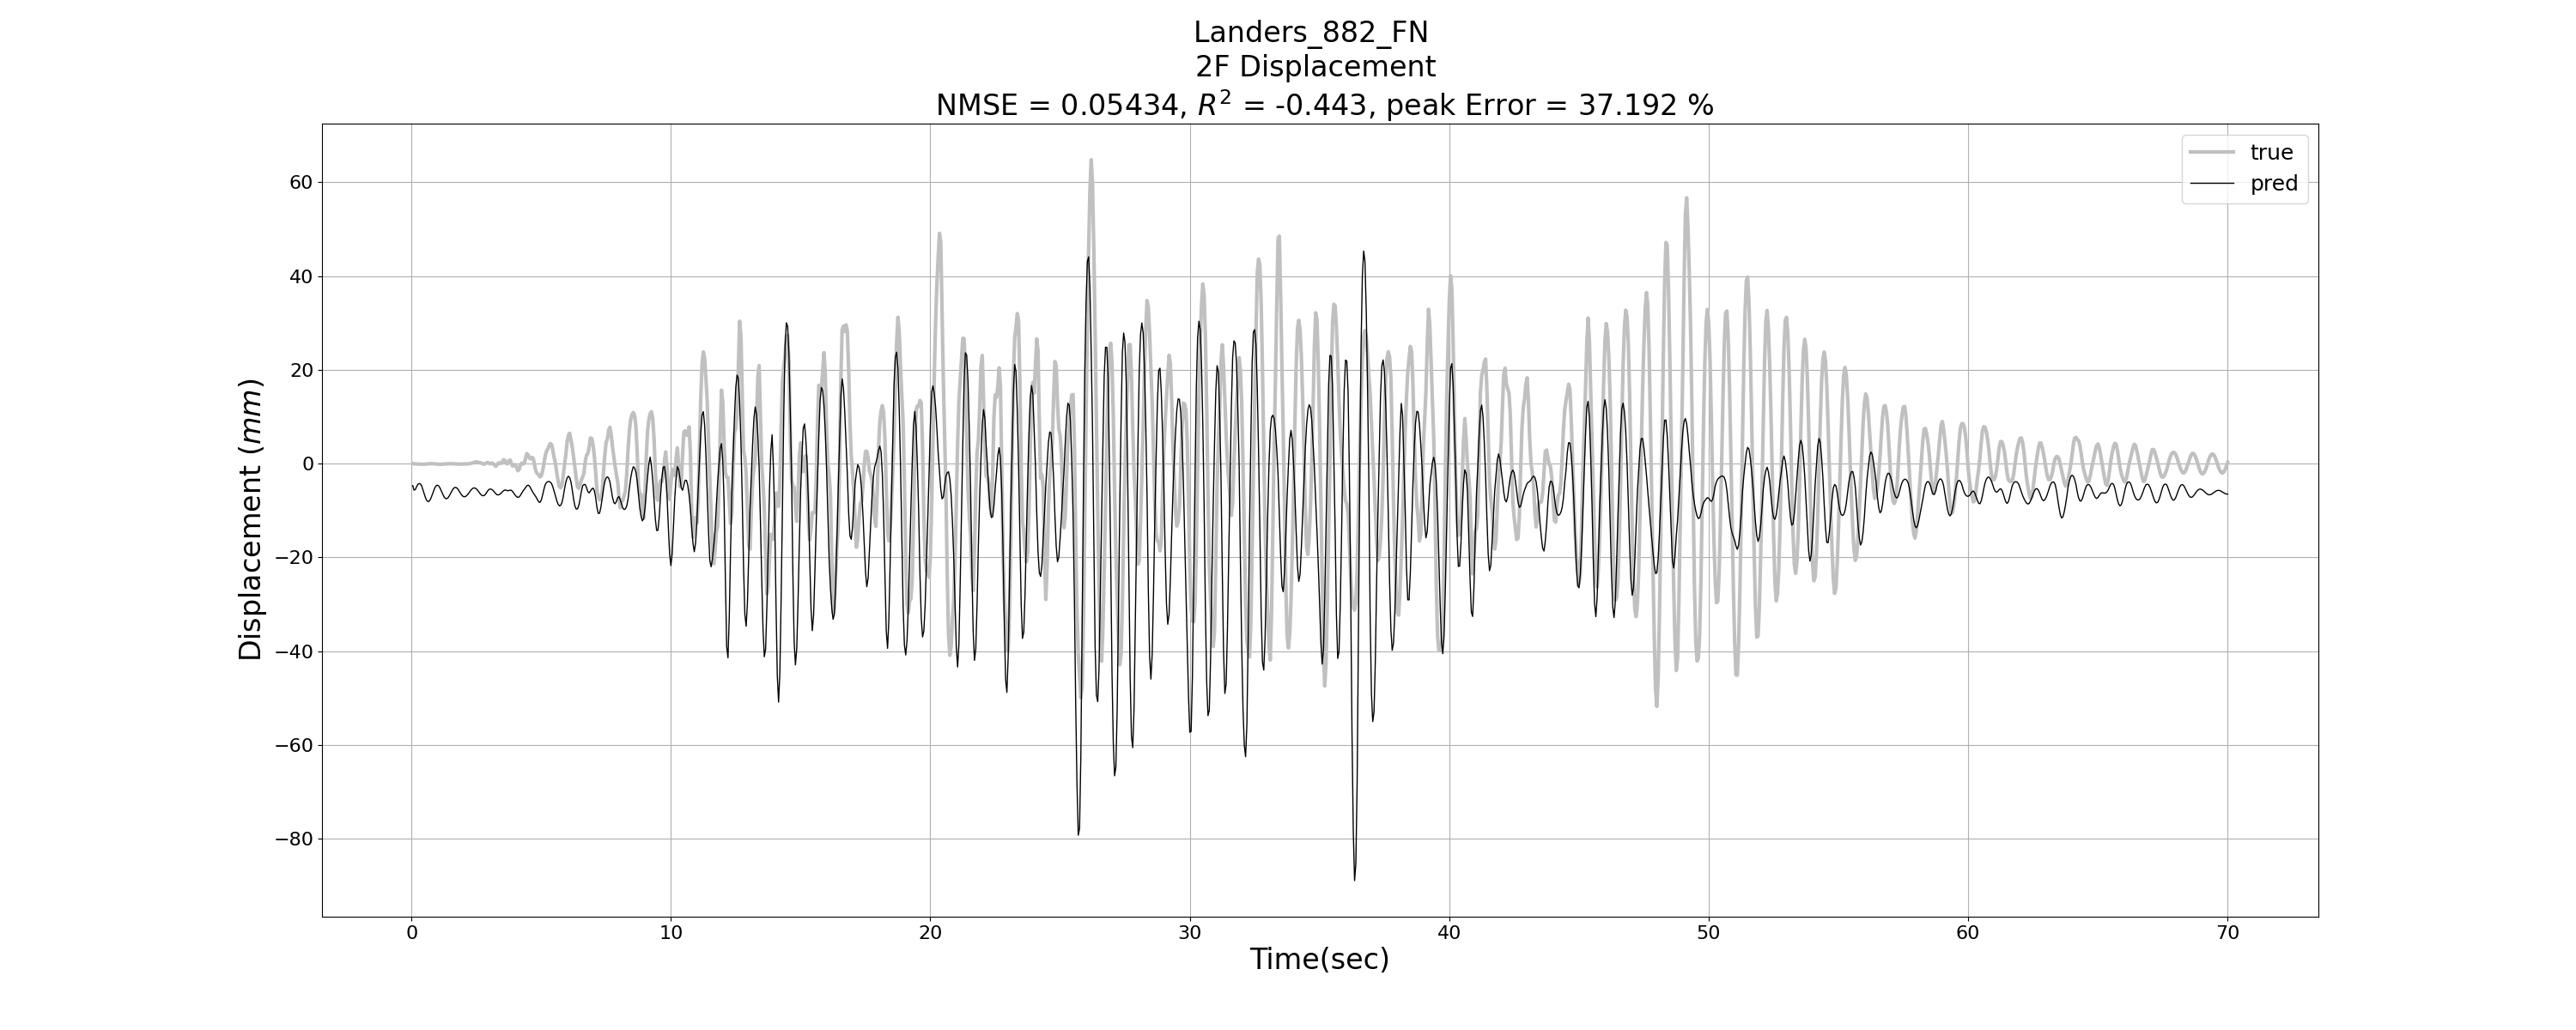 Landers_882_FN
2F Displacement
NMSE = 0.05434, R² = -0.443, peak Error = 37.192 %
true
pred
60
40
20
0
−20
−40
−60
−80
Displacement (mm)
0 10 20 30 40 50 60 70
Time(sec)